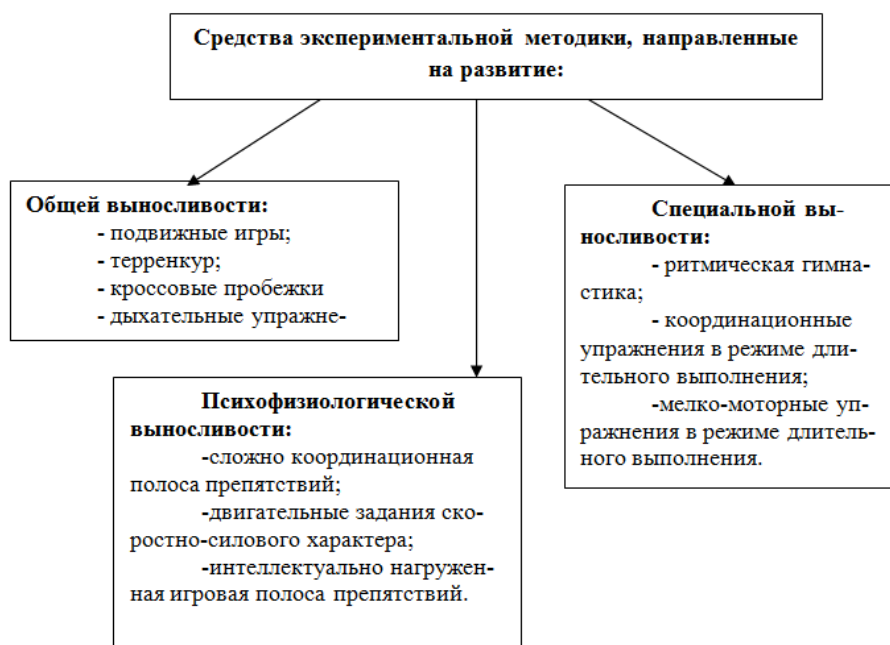 Средства экспериментальной методики, направленные
на развитие:
Общей выносливости:
- подвижные игры;
- терренкур;
- кроссовые пробежки
- дыхательные упражне-
Специальной вы-
носливости:
- ритмическая гимна-
стика;
- координационные
упражнения в режиме дли-
тельного выполнения;
-мелко-моторные уп-
ражнения в режиме длитель-
ного выполнения.
Психофизиологической
выносливости:
-сложно координационная
полоса препятствий;
-двигательные задания ско-
ростно-силового характера;
-интеллектуально нагружен-
ная игровая полоса препятствий.